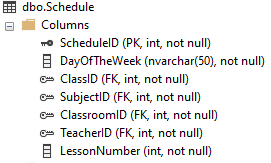 dbo.Schedule
Columns
ScheduleID (PK, int, not null)
DayOfTheWeek (nvarchar(50), not null)
ClassID (FK, int, not null)
SubjectID (FK, int, not null)
ClassroomID (FK, int, not null)
TeacherID (FK, int, not null)
LessonNumber (int, not null)